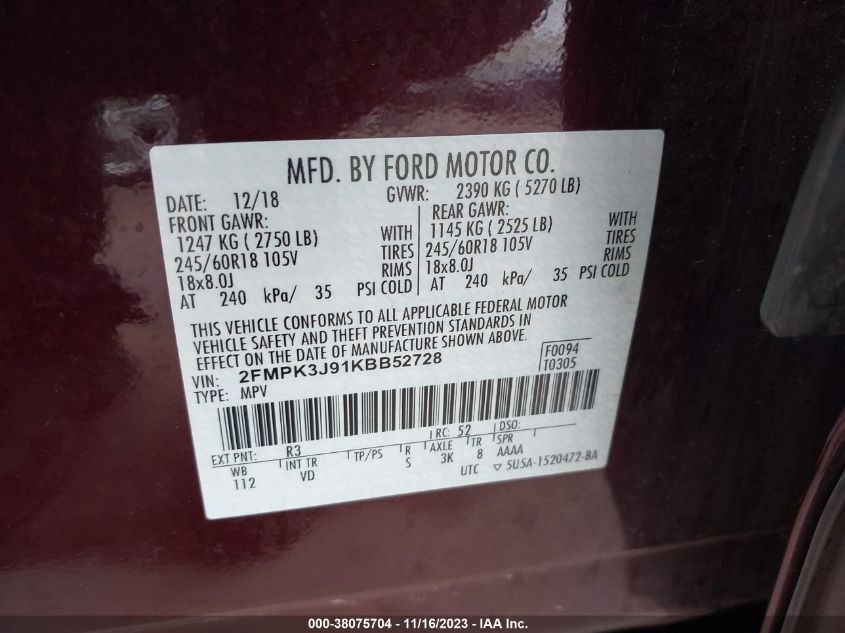 MFD. BY FORD MOTOR CO.
DATE: 12/18 GVWR: 2390 KG ( 5270 LB)
FRONT GAWR: REAR GAWR:
1247 KG ( 2750 LB) WITH 1145 KG ( 2525 LB) WITH
245/60R18 105V TIRES 245/60R18 105V TIRES
18x8.0J RIMS 18x8.0J RIMS
AT 240 kPa/ 35 PSI COLD AT 240 kPa/ 35 PSI COLD
THIS VEHICLE CONFORMS TO ALL APPLICABLE FEDERAL MOTOR
VEHICLE SAFETY AND THEFT PREVENTION STANDARDS IN
EFFECT ON THE DATE OF MANUFACTURE SHOWN ABOVE.
VIN: 2FMPK3J91KBB52728 F0094
TYPE: MPV T0305
EXT PNT: R3 RC: 52 DSO:
WB INT TR TP/PS R AXLE TR SPR
112 VD S 3K 8 AAAA
UTC ▽ 5U5A-1520472-BA
000-38075704 - 11/16/2023 - IAA Inc.